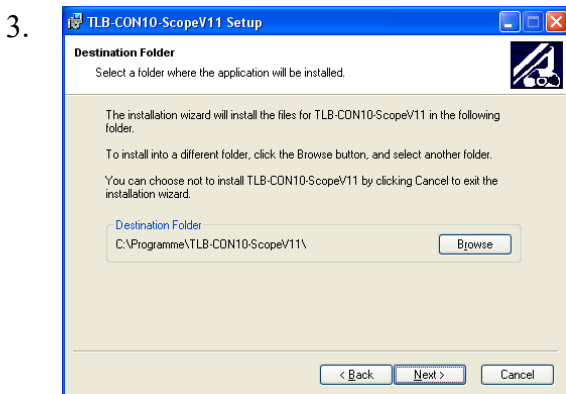 3.
TLB-CON10-ScopeV11 Setup
Destination Folder
Select a folder where the application will be installed.
The installation wizard will install the files for TLB-CON10-ScopeV11 in the following
folder.
To install into a different folder, click the Browse button, and select another folder.
You can choose not to install TLB-CON10-ScopeV11 by clicking Cancel to exit the
installation wizard.
Destination Folder
C:\Programme\TLB-CON10-ScopeV11\
Browse
< Back Next > Cancel